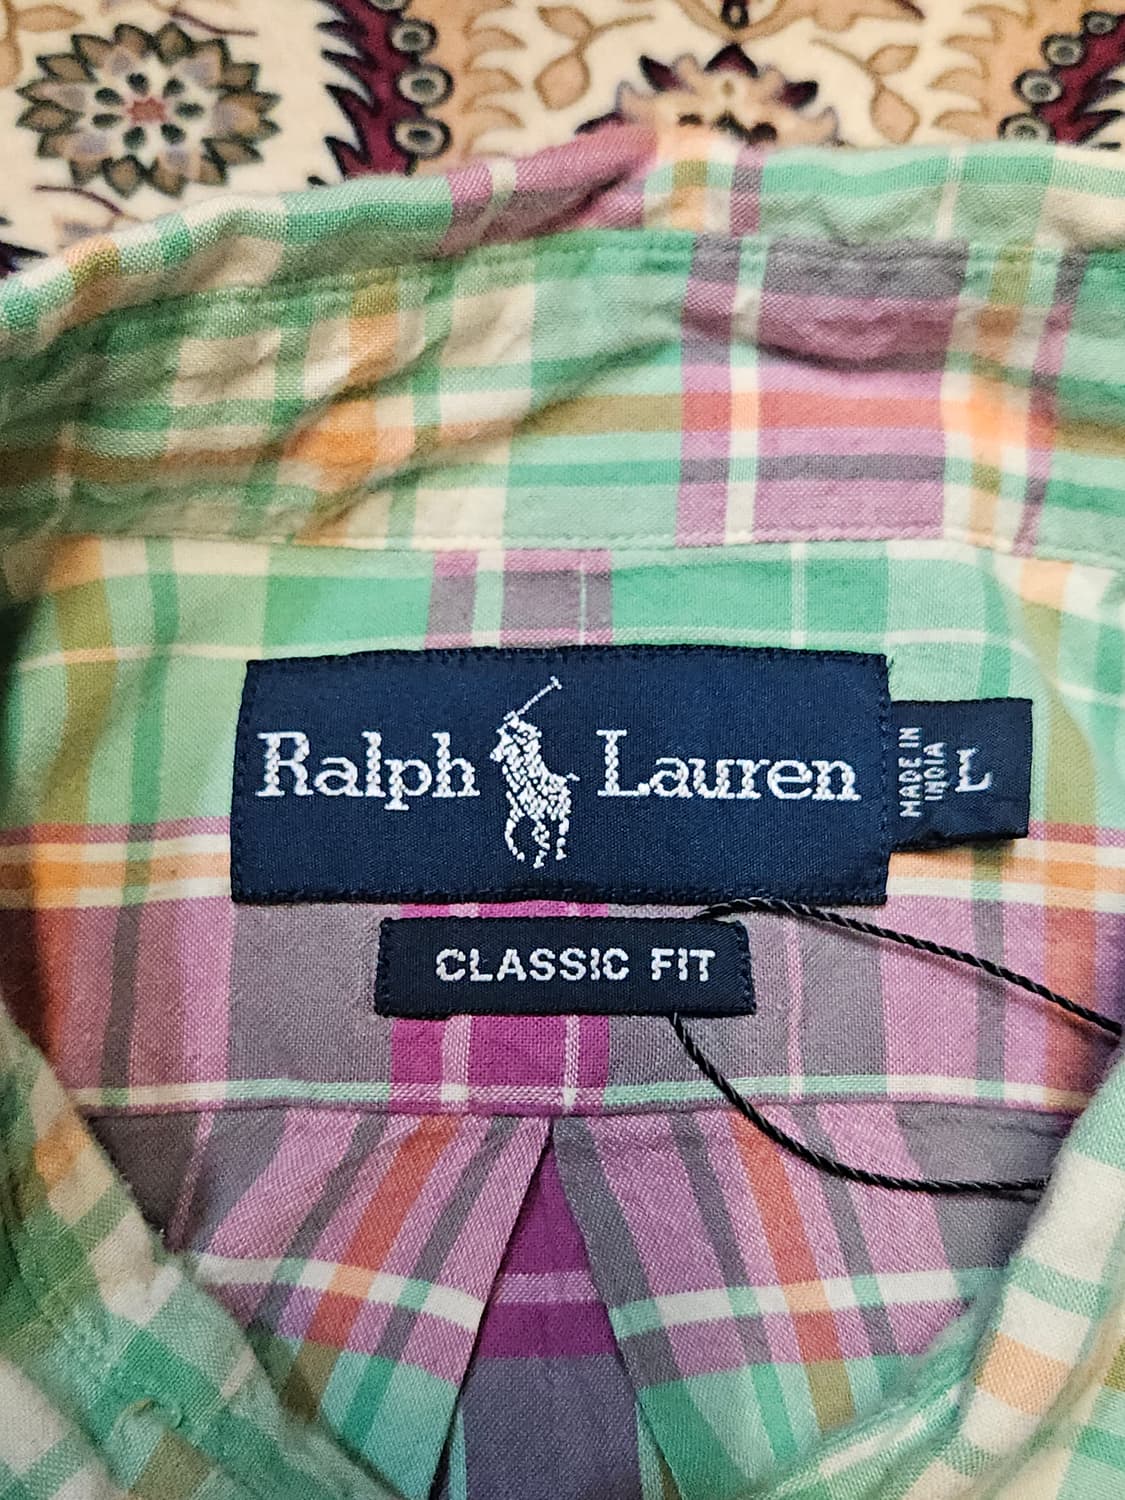 Ralph Lauren
MADE IN
INDIA
L
CLASSIC FIT